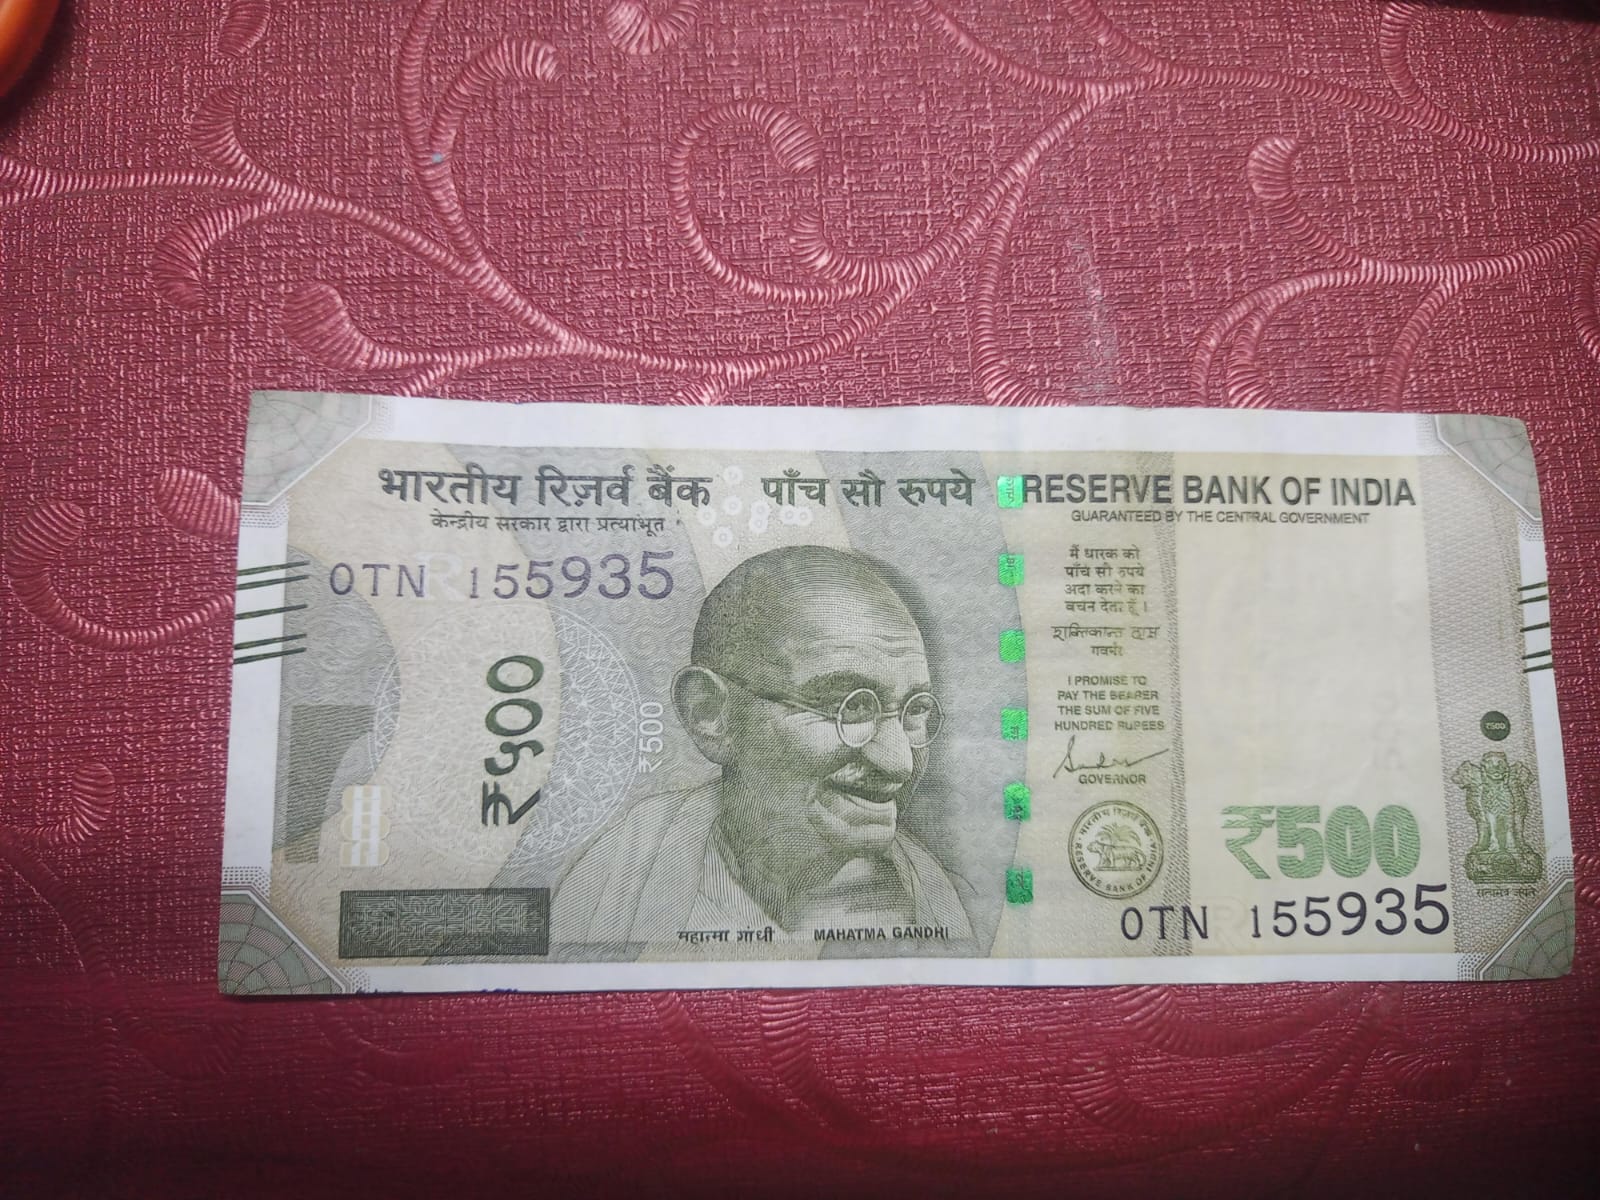 भारतीय रिज़र्व बैंक पाँच सौ रुपये RESERVE BANK OF INDIA
केन्द्रीय सरकार द्वारा प्रत्याभूत
GUARANTEED BY THE CENTRAL GOVERNMENT
0TN 155935
मैं धारक को
पाँच सौ रुपये
अदा करने का
वचन देता हूँ ।
शक्तिकान्त दास
गवर्नर
₹५००
₹500
I PROMISE TO
PAY THE BEARER
THE SUM OF FIVE
HUNDRED RUPEES
GOVERNOR
भारतीय रिज़र्व बैंक
RESERVE BANK OF INDIA
₹500
₹500
सत्यमेव जयते
0TN 155935
महात्मा गांधी MAHATMA GANDHI